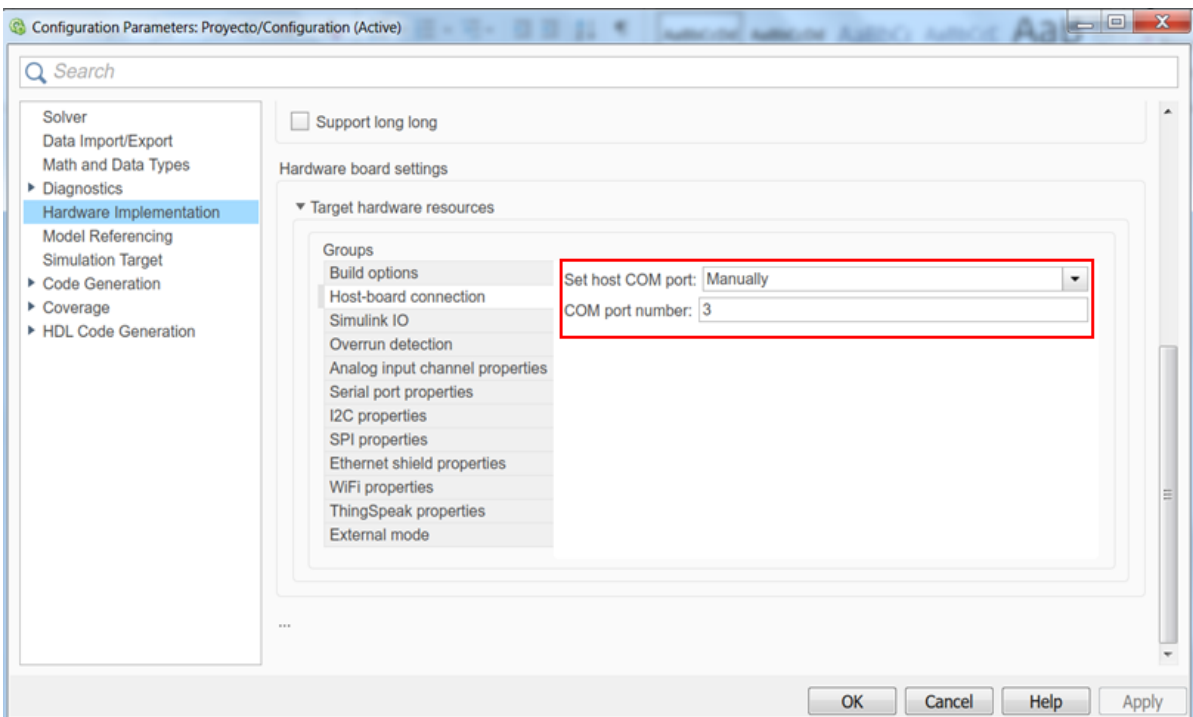 Configuration Parameters: Proyecto/Configuration (Active)
Search
Solver
Data Import/Export
Math and Data Types
Diagnostics
Hardware Implementation
Model Referencing
Simulation Target
Code Generation
Coverage
HDL Code Generation
Support long long
Hardware board settings
Target hardware resources
Groups
Build options
Host-board connection
Simulink IO
Overrun detection
Analog input channel properties
Serial port properties
I2C properties
SPI properties
Ethernet shield properties
WiFi properties
ThingSpeak properties
External mode
Set host COM port: Manually
COM port number: 3
...
OK Cancel Help Apply